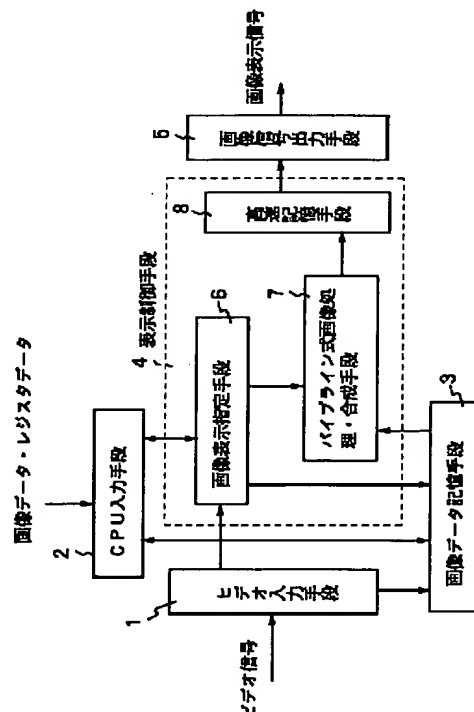 画像データ・レジスタデータ
2
CPU入力手段
ビデオ信号
1
ビデオ入力手段
4
表示制御手段
6
画像表示指定手段
7
パイプライン式画像処
理・合成手段
8
高速記憶手段
5
画像信号出力手段
画像表示信号
3
画像データ記憶手段